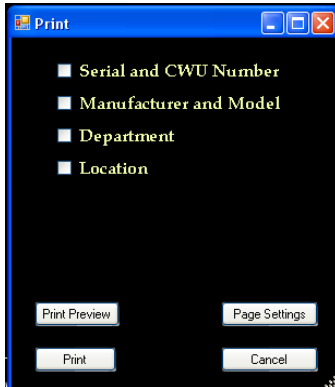 Print
Serial and CWU Number
Manufacturer and Model
Department
Location
Print Preview
Page Settings
Print
Cancel